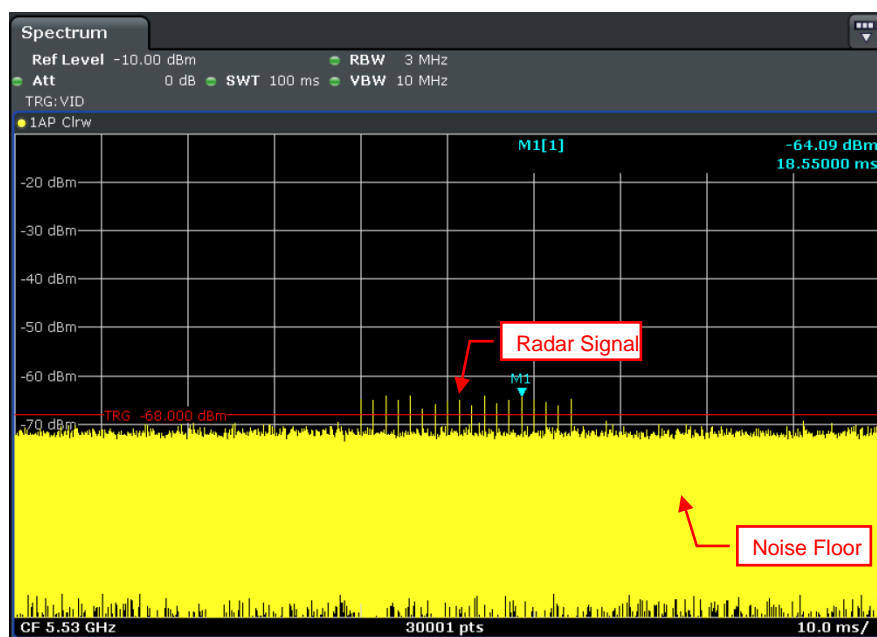 Spectrum
Ref Level -10.00 dBm RBW 3 MHz
Att 0 dB SWT 100 ms VBW 10 MHz
TRG:VID
1AP Clrw
M1[1] -64.09 dBm
18.55000 ms
-20 dBm
-30 dBm
-40 dBm
-50 dBm
Radar Signal
-60 dBm
M1
TRG -68.000 dBm
-70 dBm
Noise Floor
CF 5.53 GHz 30001 pts 10.0 ms/